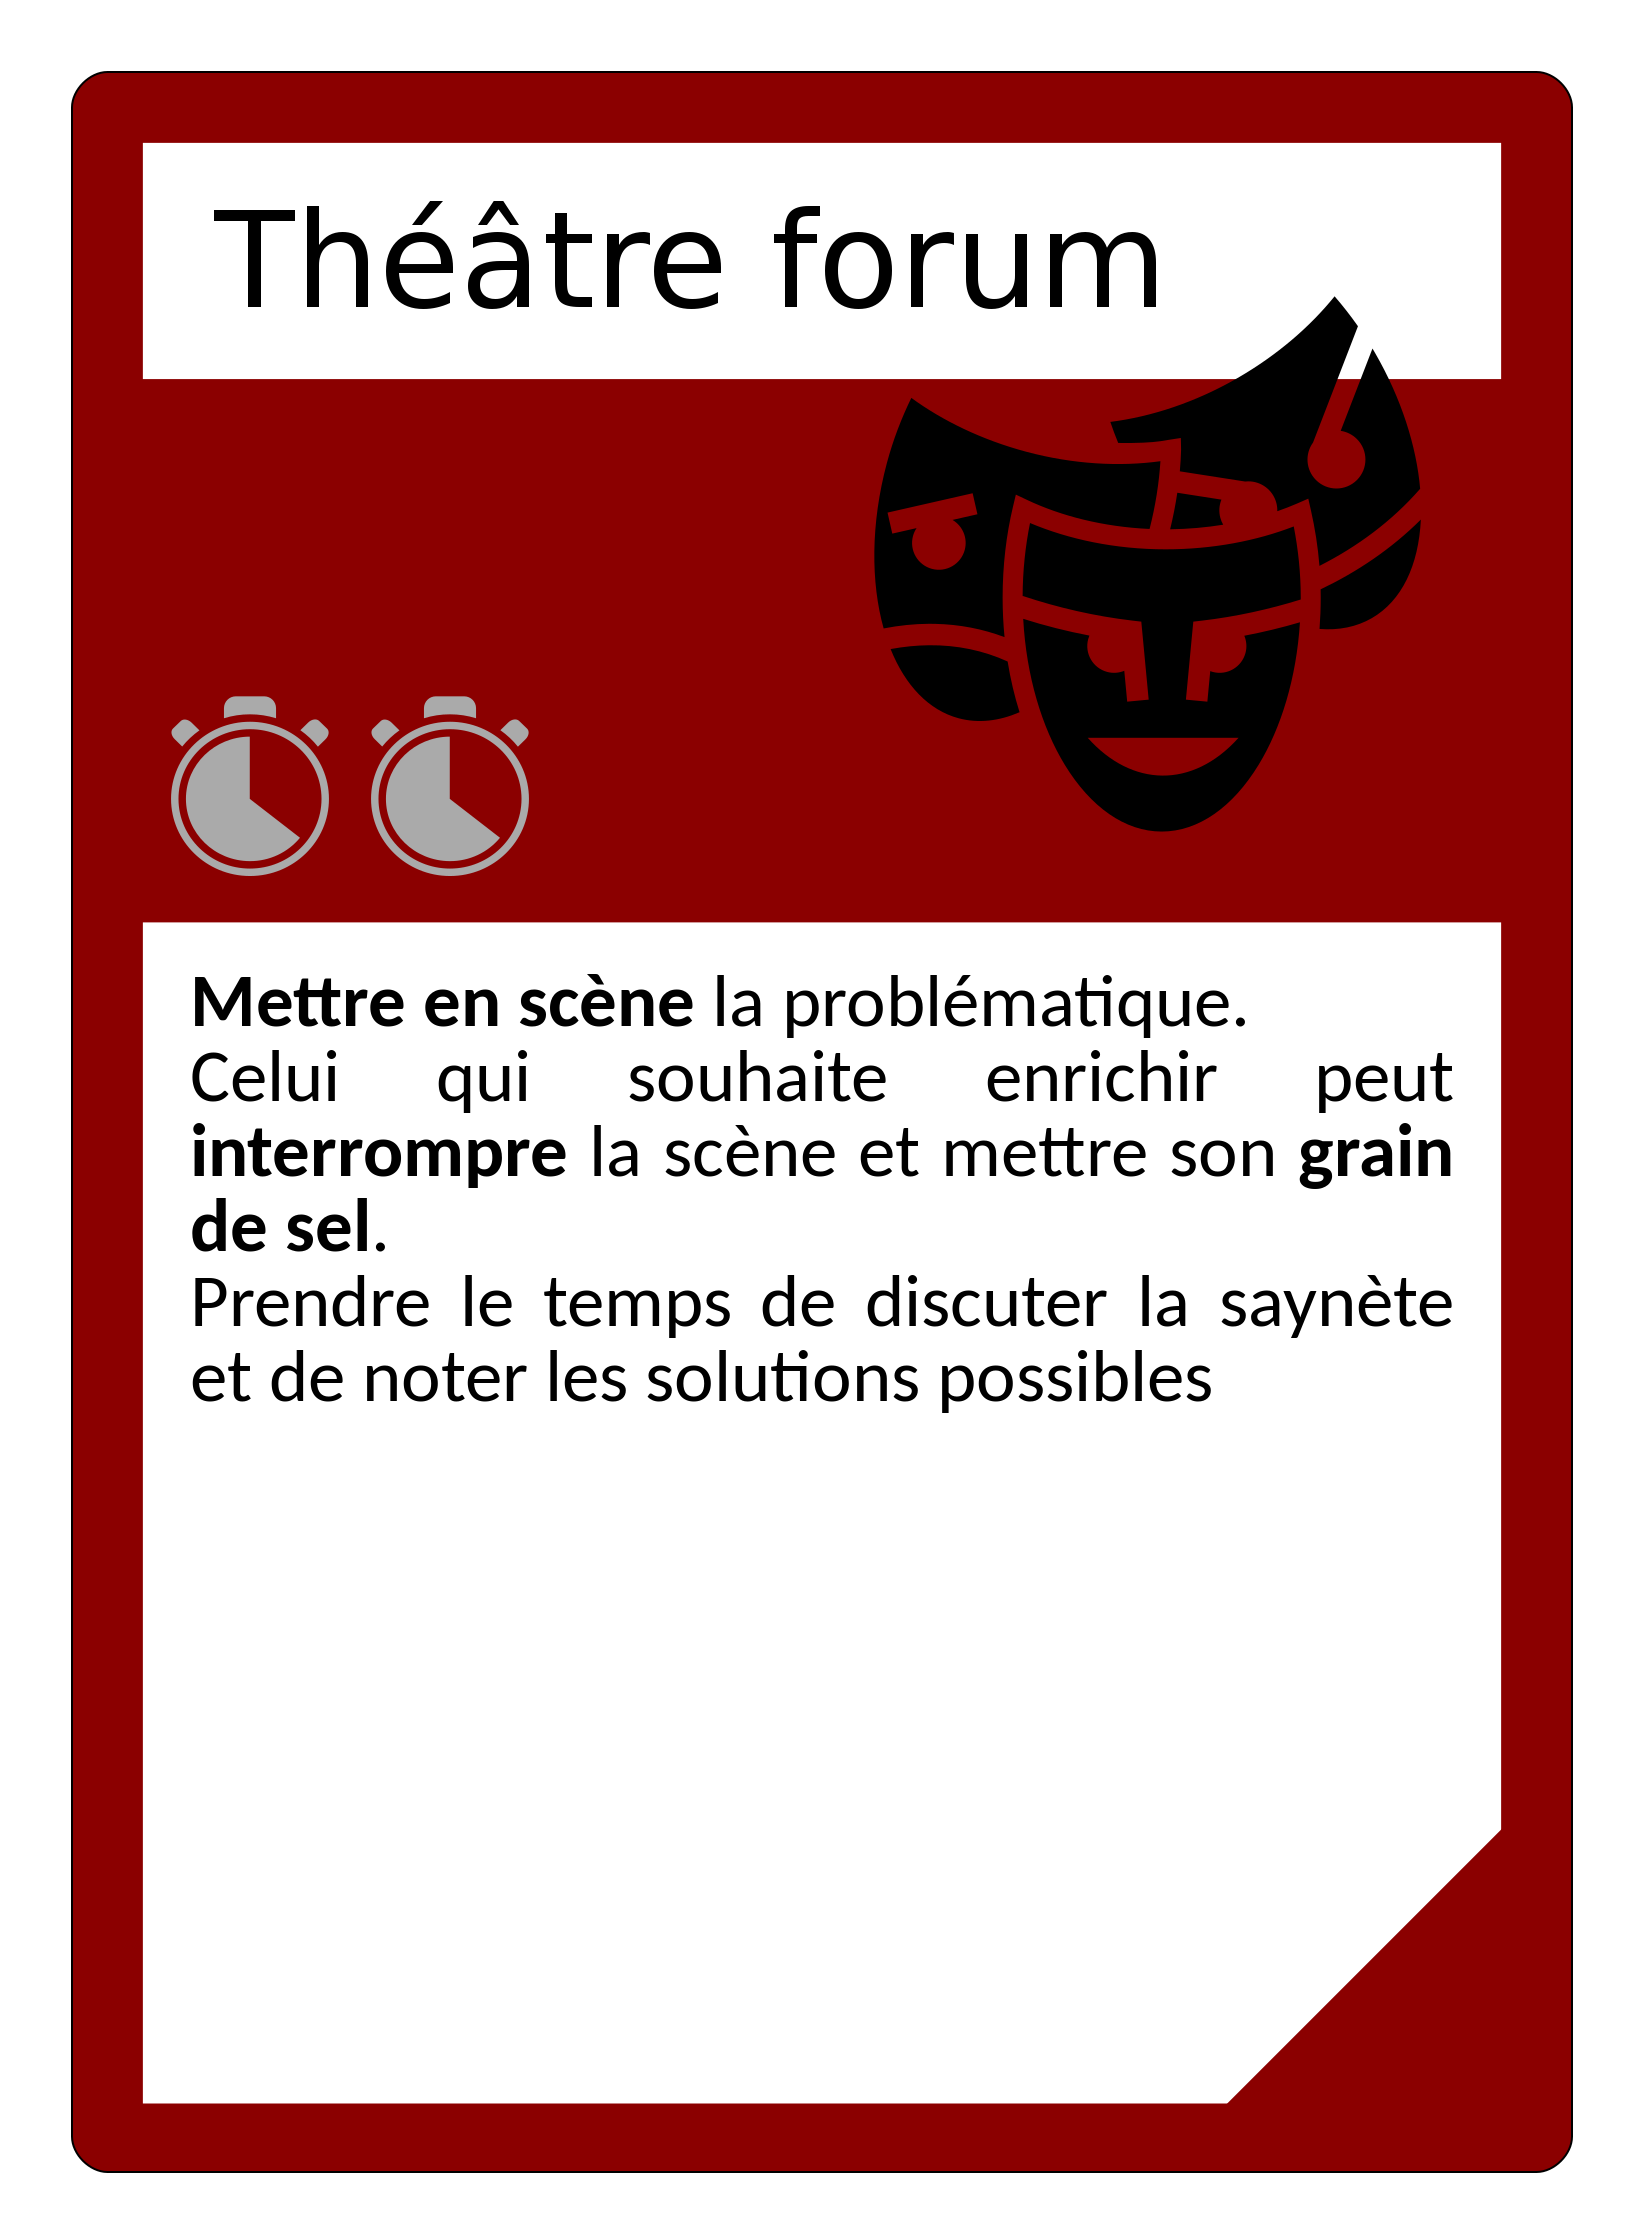 Théâtre forum
Mettre en scène la problématique.
Celui qui souhaite enrichir peut
interrompre la scène et mettre son grain
de sel.
Prendre le temps de discuter la saynète
et de noter les solutions possibles